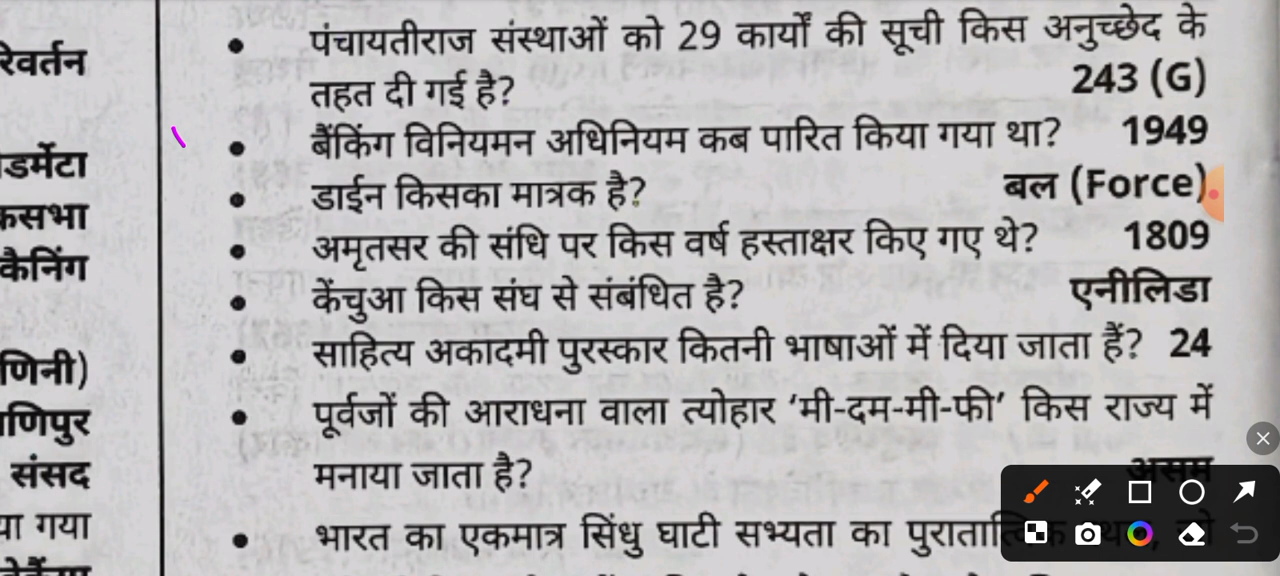 रिवर्तन
डर्मेटा
कसभा
कैनिंग
णिनी)
णिपुर
संसद
या गया
• पंचायतीराज संस्थाओं को 29 कार्यों की सूची किस अनुच्छेद के
तहत दी गई है? 243 (G)
• बैंकिंग विनियमन अधिनियम कब पारित किया गया था? 1949
• डाईन किसका मात्रक है? बल (Force)
• अमृतसर की संधि पर किस वर्ष हस्ताक्षर किए गए थे? 1809
• केंचुआ किस संघ से संबंधित है? एनीलिडा
• साहित्य अकादमी पुरस्कार कितनी भाषाओं में दिया जाता हैं? 24
• पूर्वजों की आराधना वाला त्योहार ‘मी-दम-मी-फी’ किस राज्य में
मनाया जाता है? असम
• भारत का एकमात्र सिंधु घाटी सभ्यता का